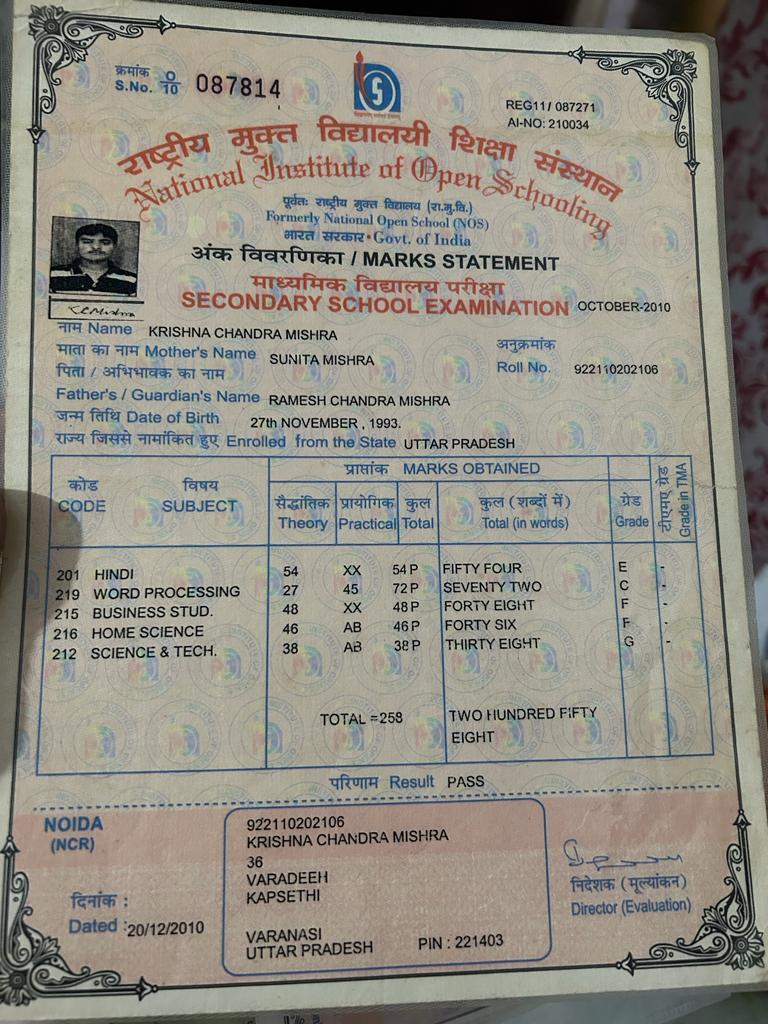 क्रमांक O/10 087814
S.No.
REG11/ 087271
AI-NO: 210034
राष्ट्रीय मुक्त विद्यालयी शिक्षा संस्थान
National Institute of Open Schooling
पूर्वतः राष्ट्रीय मुक्त विद्यालय (रा.मु.वि.)
Formerly National Open School (NOS)
भारत सरकार • Govt. of India
अंक विवरणिका / MARKS STATEMENT
माध्यमिक विद्यालय परीक्षा
SECONDARY SCHOOL EXAMINATION OCTOBER-2010
K.C.Mishra
नाम Name KRISHNA CHANDRA MISHRA
माता का नाम Mother's Name SUNITA MISHRA
अनुक्रमांक
Roll No. 922110202106
पिता / अभिभावक का नाम
Father's / Guardian's Name RAMESH CHANDRA MISHRA
जन्म तिथि Date of Birth 27th NOVEMBER , 1993.
राज्य जिससे नामांकित हुए Enrolled from the State UTTAR PRADESH
कोड विषय प्राप्तांक MARKS OBTAINED
CODE SUBJECT सैद्धांतिक प्रायोगिक कुल कुल (शब्दों में) ग्रेड टीएमए ग्रेड
Theory Practical Total Total (in words) Grade Grade in TMA
201 HINDI 54 XX 54 P FIFTY FOUR E -
219 WORD PROCESSING 27 45 72 P SEVENTY TWO C -
215 BUSINESS STUD. 48 XX 48 P FORTY EIGHT F -
216 HOME SCIENCE 46 AB 46 P FORTY SIX F -
212 SCIENCE & TECH. 38 AB 38 P THIRTY EIGHT G -
TOTAL =258 TWO HUNDRED FIFTY
EIGHT
परिणाम Result PASS
NOIDA
(NCR)
922110202106
KRISHNA CHANDRA MISHRA
36
VARADEEH
KAPSETHI
VARANASI
UTTAR PRADESH PIN : 221403
दिनांक :
Dated :20/12/2010
निदेशक (मूल्यांकन)
Director (Evaluation)